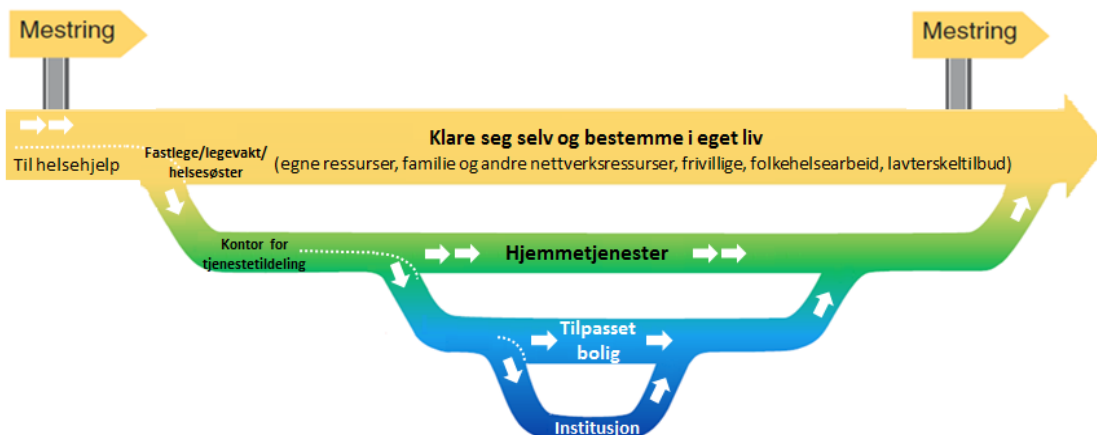 Mestring
Mestring
Klare seg selv og bestemme i eget liv
Til helsehjelp
Fastlege/legevakt/
helsesøster
(egne ressurser, familie og andre nettverksressurser, frivillige, folkehelsearbeid, lavterskeltilbud)
Kontor for
tjenestetildeling
Hjemmetjenester
Tilpasset
bolig
Institusjon